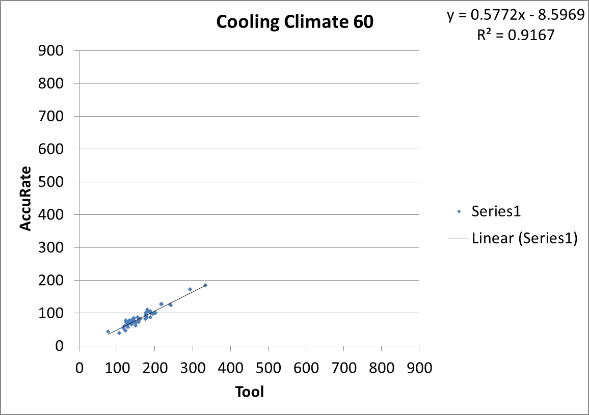 Cooling Climate 60
y = 0.5772x - 8.5969
R² = 0.9167
900
800
700
600
500
400
300
200
100
0
AccuRate
0 100 200 300 400 500 600 700 800 900
Tool
Series1
Linear (Series1)